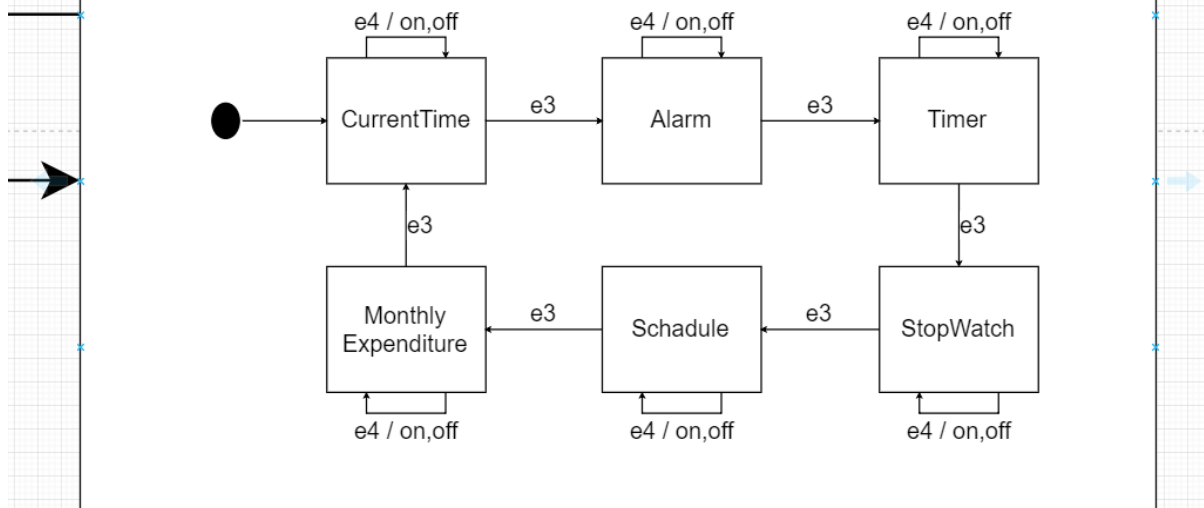 e4 / on,off
e4 / on,off
e4 / on,off
CurrentTime
e3
Alarm
e3
Timer
e3
e3
Monthly
Expenditure
e3
Schadule
e3
StopWatch
e4 / on,off
e4 / on,off
e4 / on,off